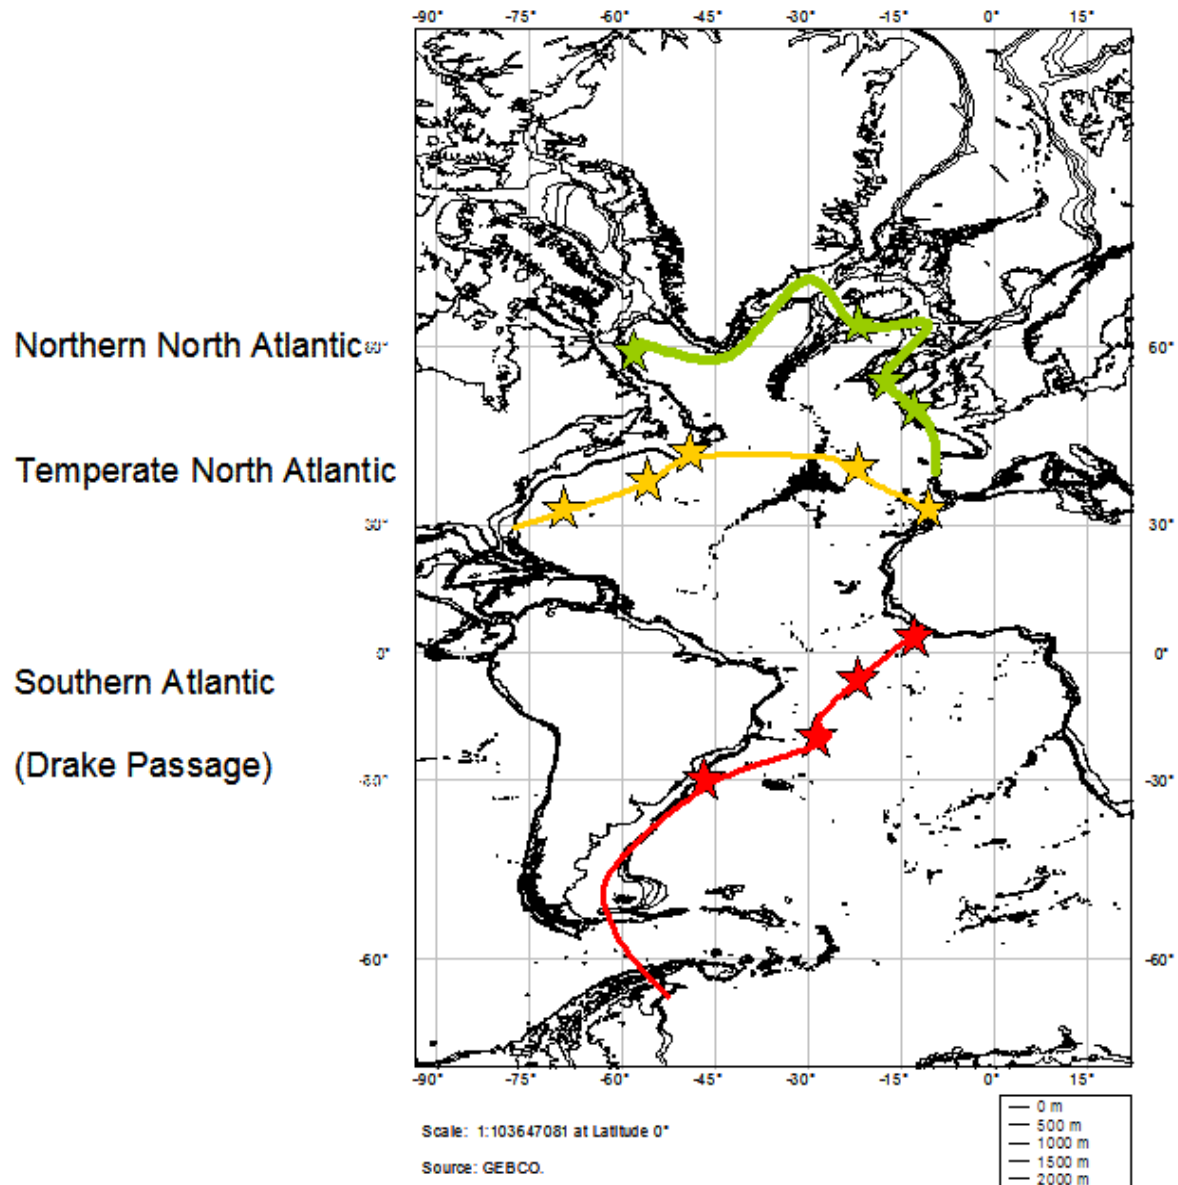 -90° -75° -60° -45° -30° -15° 0° 15°
Northern North Atlantic
60° 60°
Temperate North Atlantic
30° 30°
0° 0°
Southern Atlantic
(Drake Passage)
-30° -30°
-60° -60°
-90° -75° -60° -45° -30° -15° 0° 15°
Scale: 1:103647081 at Latitude 0°
Source: GEBCO.
0 m
500 m
1000 m
1500 m
2000 m